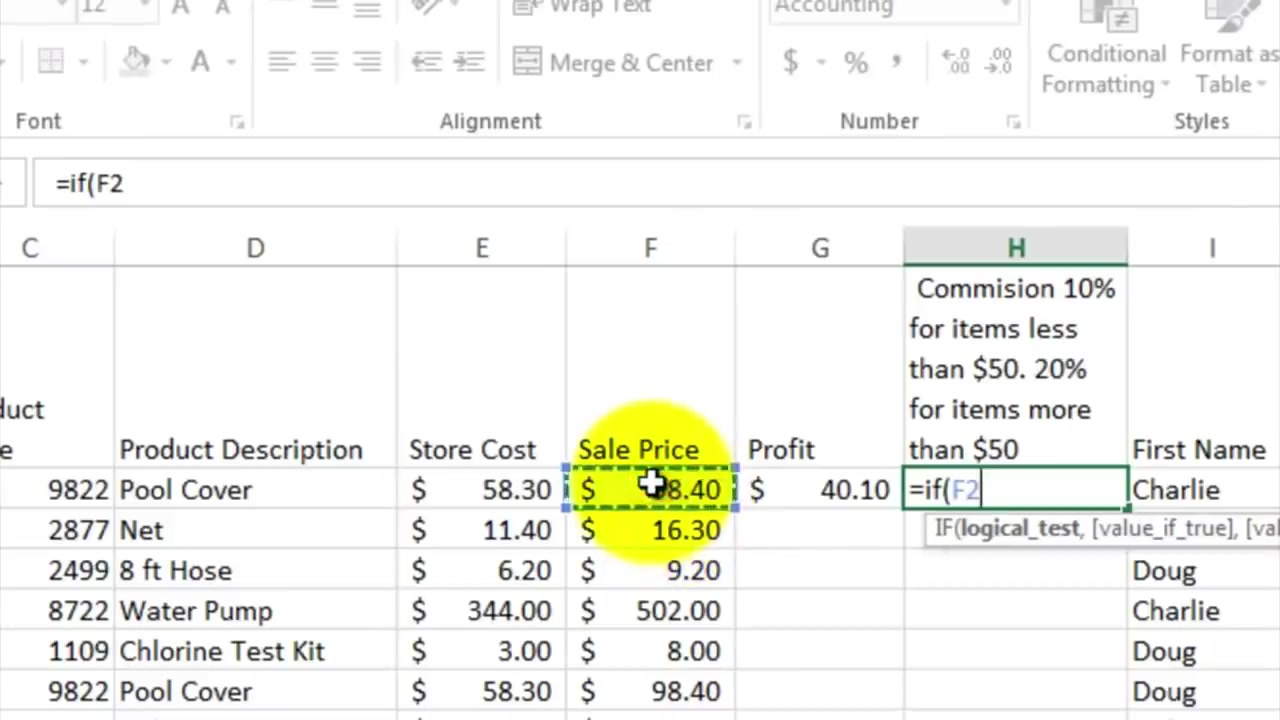 12 A A Wrap Text Accounting
A Merge & Center $ % , Conditional Format as
Formatting Table
Font Alignment Number Styles
=if(F2
C D E F G H I
Commision 10%
for items less
than $50. 20%
duct for items more
e Product Description Store Cost Sale Price Profit than $50 First Name
9822 Pool Cover $ 58.30 $ 8.40 $ 40.10 =if(F2 Charlie
2877 Net $ 11.40 $ 16.30 IF(logical_test, [value_if_true], [val
2499 8 ft Hose $ 6.20 $ 9.20 Doug
8722 Water Pump $ 344.00 $ 502.00 Charlie
1109 Chlorine Test Kit $ 3.00 $ 8.00 Doug
9822 Pool Cover $ 58.30 $ 98.40 Doug